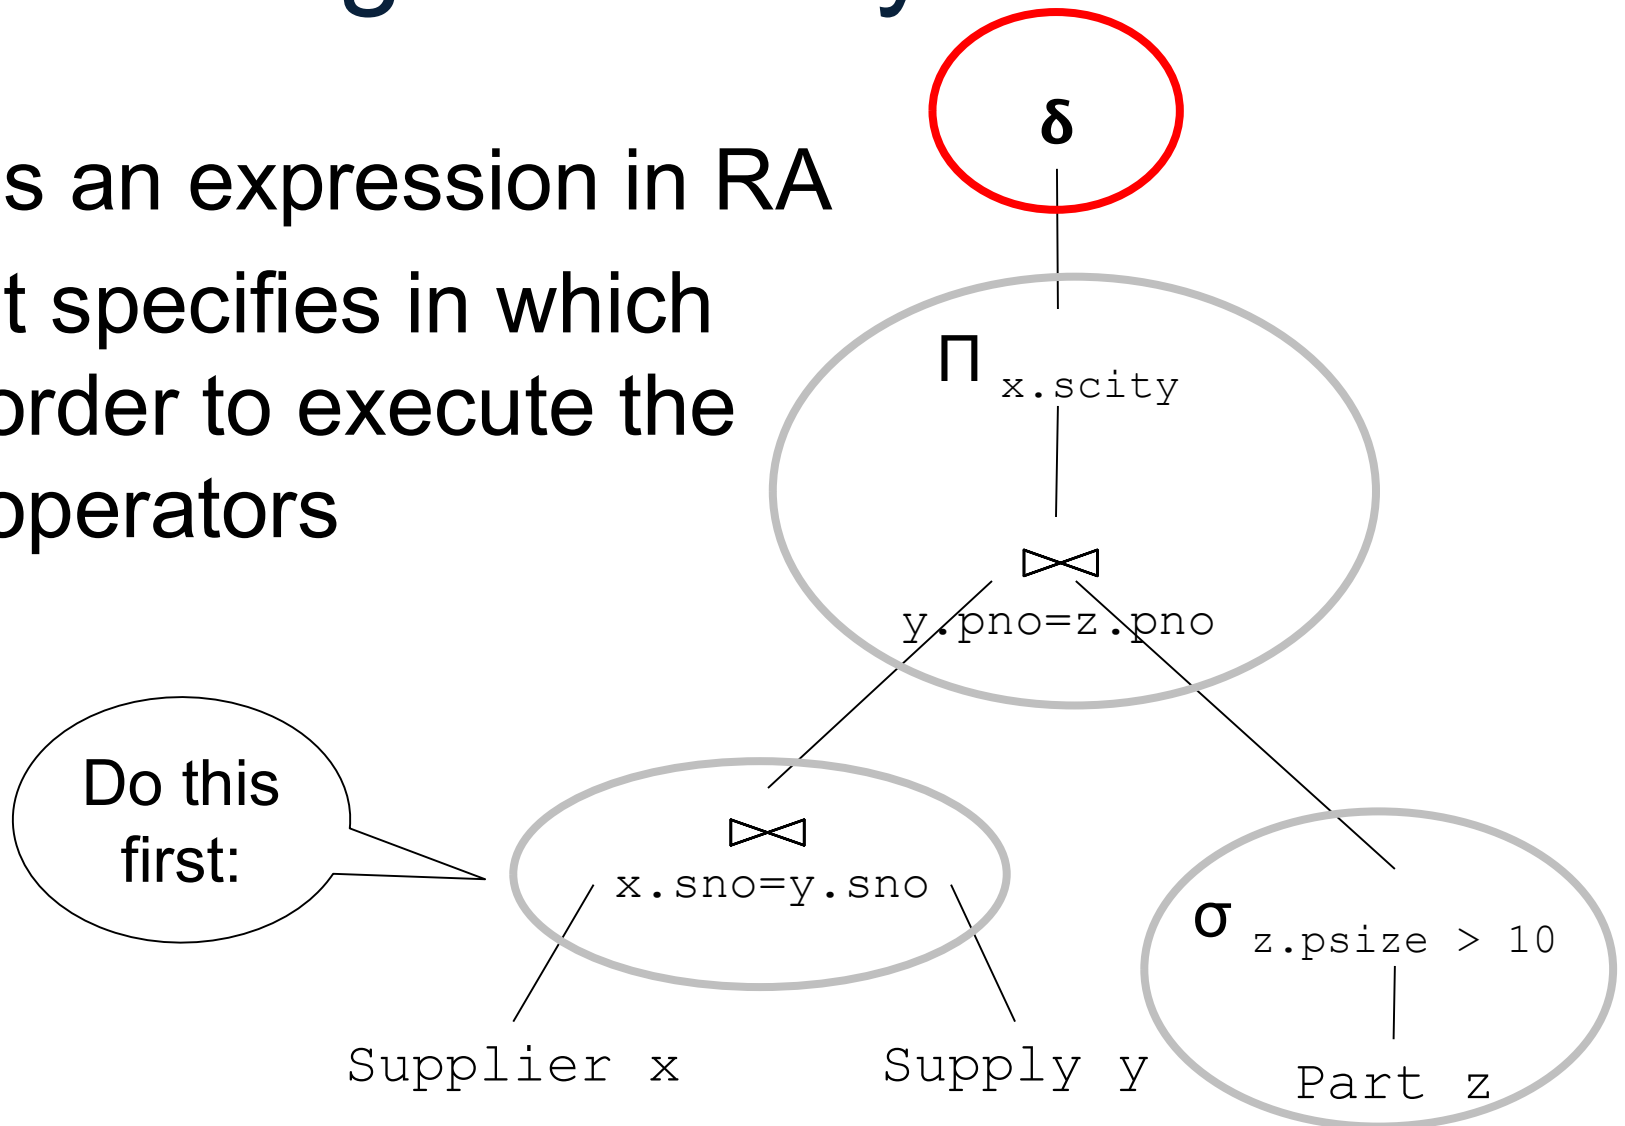 δ
s an expression in RA
t specifies in which
order to execute the
operators
Π x.scity
⋈
y.pno=z.pno
Do this
first:
⋈
x.sno=y.sno
σ z.psize > 10
Supplier x
Supply y
Part z